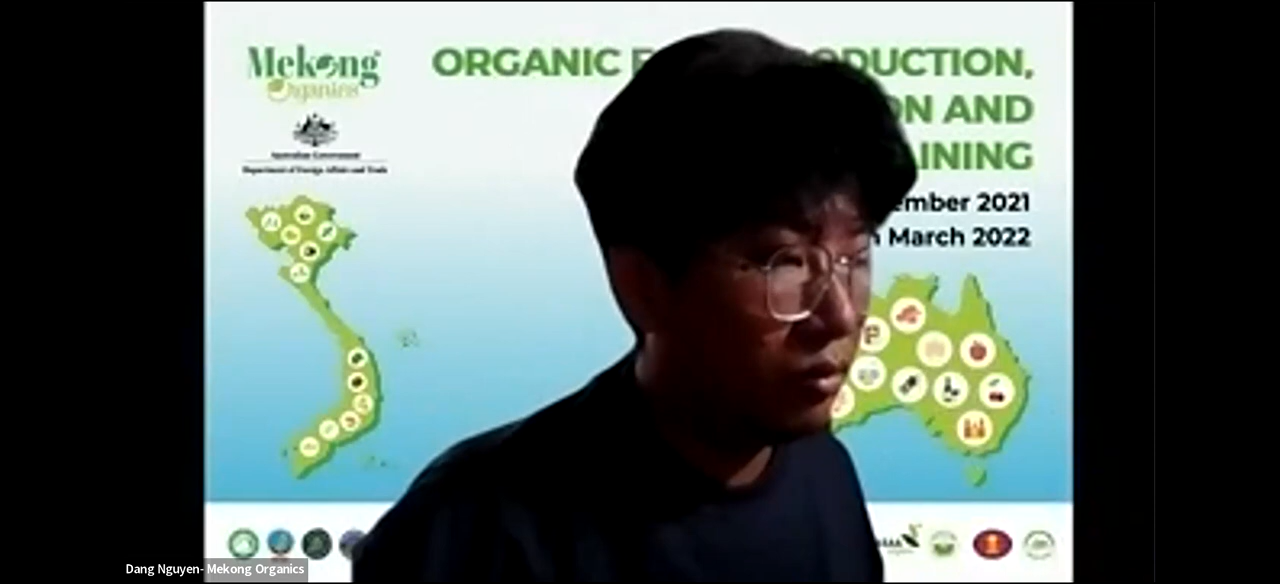 Mekong
Organics
ORGANIC F ODUCTION,
ON AND
AINING
Australian Government
Department of Foreign Affairs and Trade
ember 2021
March 2022
Dang Nguyen- Mekong Organics